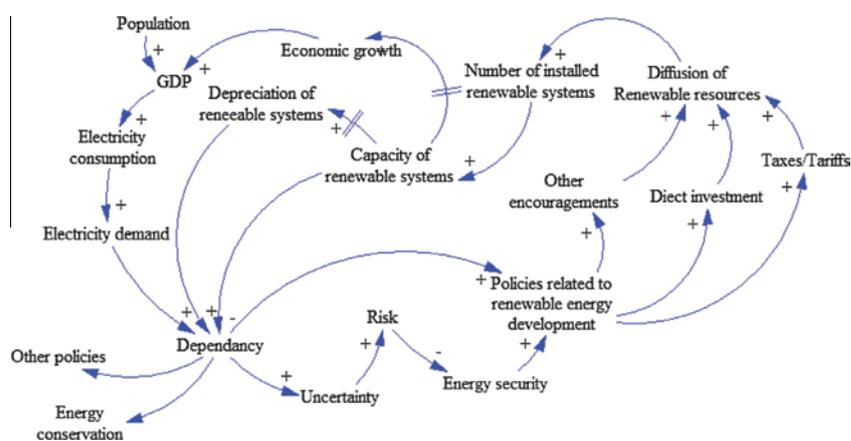 Population
+
GDP
+
Economic growth
+
Depreciation of
reneeable systems
+
Electricity
consumption
+
Capacity of
renewable systems
+
Number of installed
renewable systems
+
Diffusion of
Renewable resources
+
+
+
Taxes/Tariffs
+
Other
encouragements
+
Diect investment
+
+
Electricity demand
+
Policies related to
renewable energy
development
+
+
+
-
Dependancy
Risk
+
-
Other policies
+
Uncertainty
Energy security
Energy
conservation